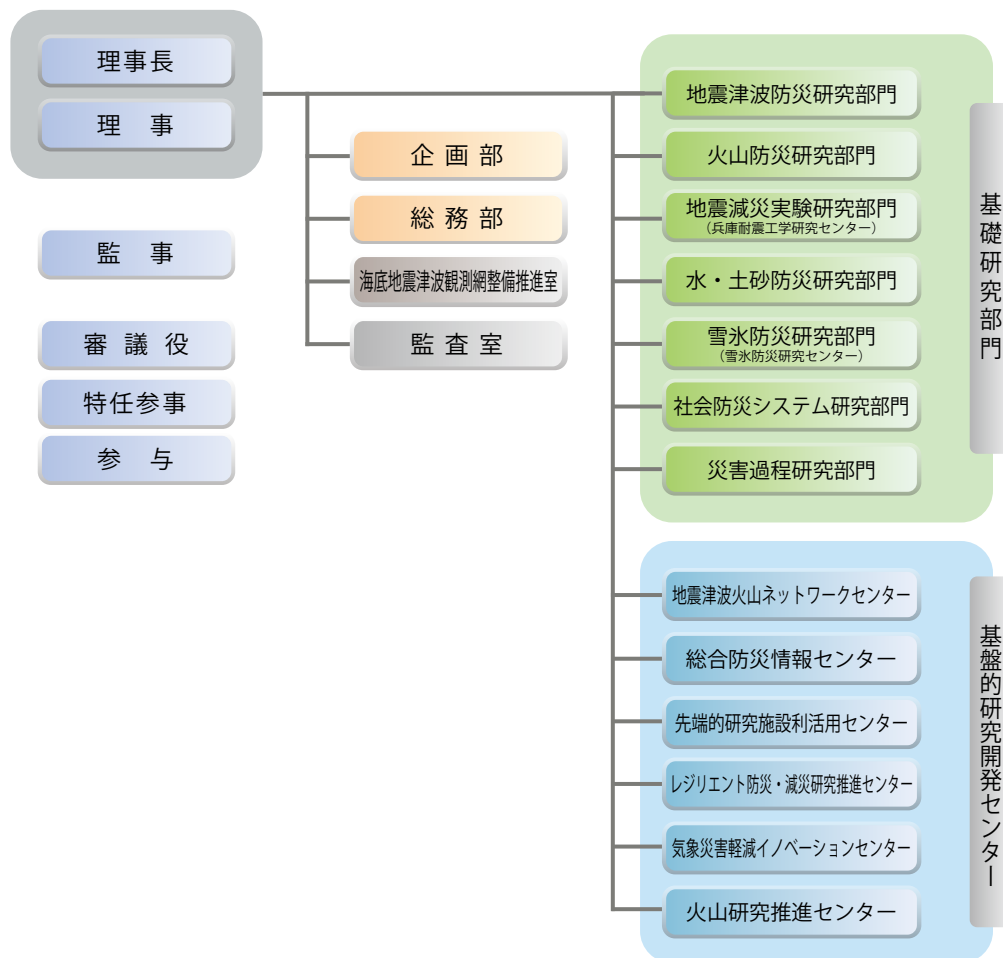 理事長
理　事
監　事
審議役
特任参事
参　与
企画部
総務部
海底地震津波観測網整備推進室
監査室
地震津波防災研究部門
火山防災研究部門
地震減災実験研究部門
（兵庫耐震工学研究センター）
水・土砂防災研究部門
雪氷防災研究部門
（雪氷防災研究センター）
社会防災システム研究部門
災害過程研究部門
基礎研究部門
地震津波火山ネットワークセンター
総合防災情報センター
先端的研究施設利活用センター
レジリエント防災・減災研究推進センター
気象災害軽減イノベーションセンター
火山研究推進センター
基盤的研究開発センター